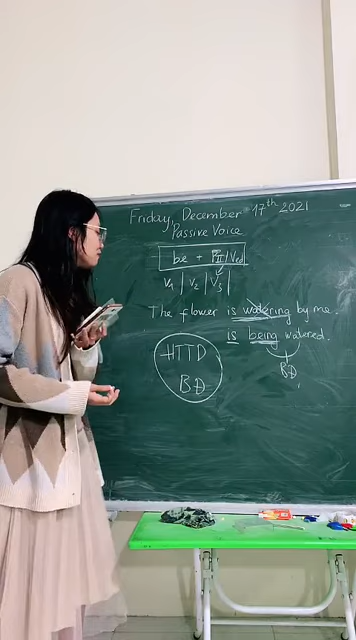 Friday, December 17th 2021
Passive Voice
be + PII/Ved
V1 | V2 | V3 |
The flower is watering by me.
is being watered.
HTTD
BĐ
BĐ